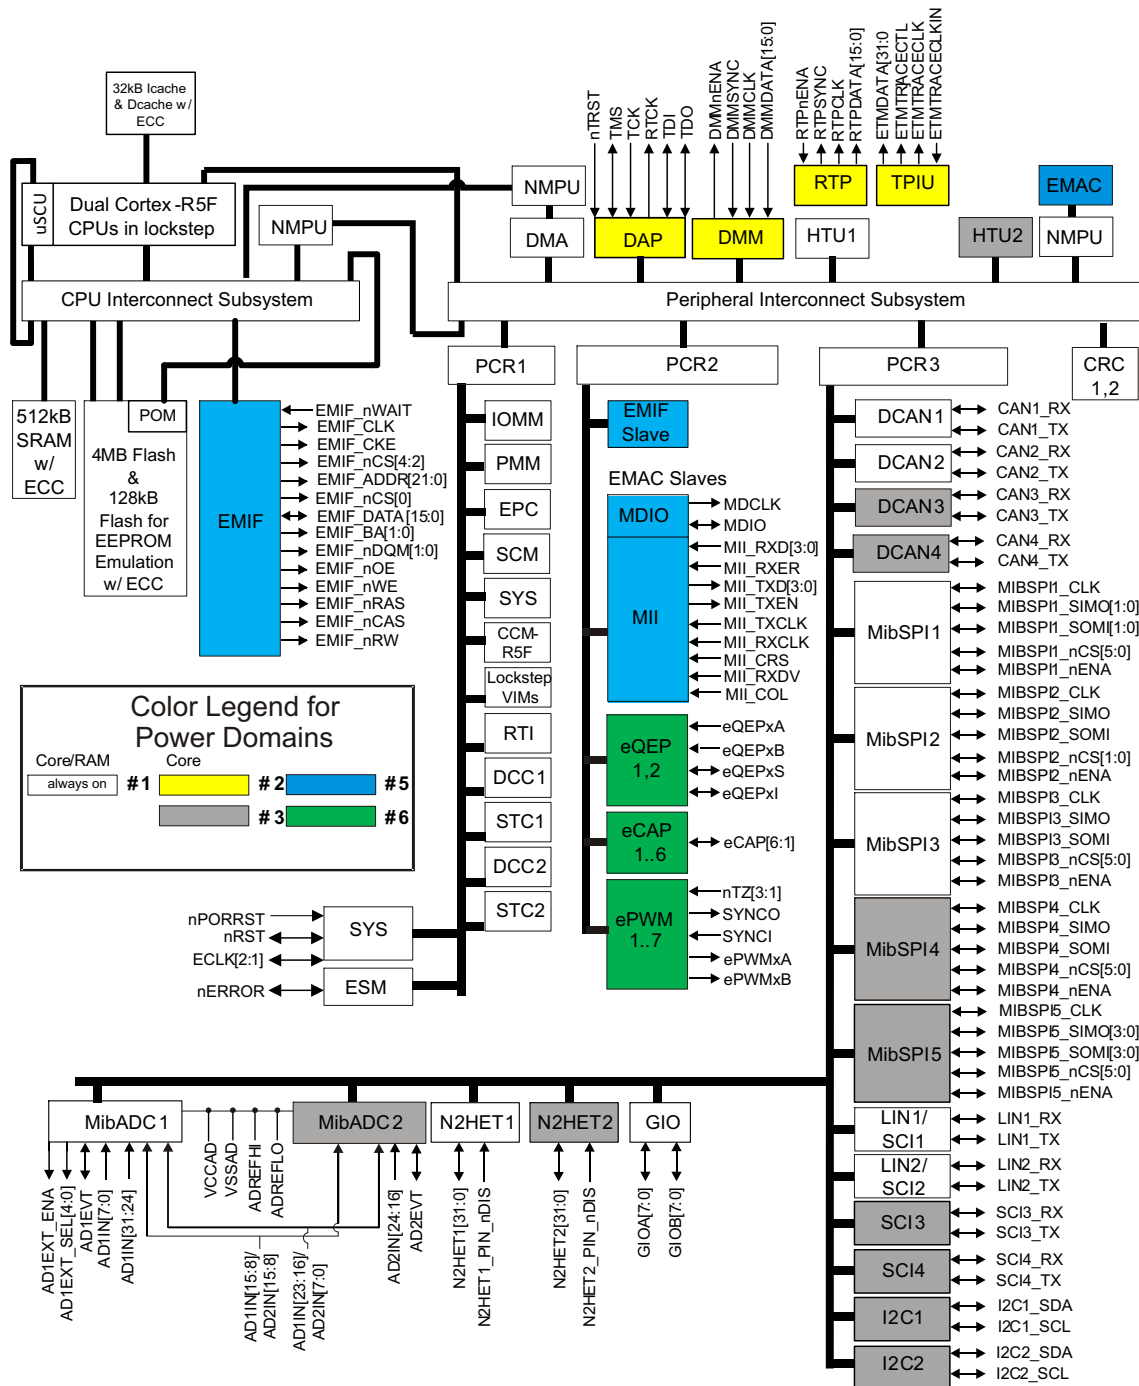 32kB Icache
& Dcache w/
ECC
uSCU
Dual Cortex-R5F
CPUs in lockstep
NMPU
CPU Interconnect Subsystem
NMPU
DMA
nTRST
TMS
TCK
RTCK
TDI
TDO
DAP
DMMnENA
DMMSYNC
DMMCLK
DMMDATA[15:0]
DMM
RTPnENA
RTPSYNC
RTPCLK
RTPDATA[15:0]
RTP
ETMDATA[31:0]
ETMTRACECTL
ETMTRACECLK
ETMTRACECLKIN
TPIU
HTU1
HTU2
EMAC
NMPU
Peripheral Interconnect Subsystem
512kB
SRAM
w/
ECC
POM
4MB Flash
&
128kB
Flash for
EEPROM
Emulation
w/ ECC
EMIF
EMIF_nWAIT
EMIF_CLK
EMIF_CKE
EMIF_nCS[4:2]
EMIF_ADDR[21:0]
EMIF_nCS[0]
EMIF_DATA[15:0]
EMIF_BA[1:0]
EMIF_nDQM[1:0]
EMIF_nOE
EMIF_nWE
EMIF_nRAS
EMIF_nCAS
EMIF_nRW
Color Legend for
Power Domains
Core/RAM
Core
always on
#1
#2
#5
#3
#6
PCR1
IOMM
PMM
EPC
SCM
SYS
CCM-
R5F
Lockstep
VIMs
RTI
DCC1
STC1
DCC2
STC2
nPORRST
nRST
ECLK[2:1]
SYS
nERROR
ESM
PCR2
EMIF
Slave
EMAC Slaves
MDIO
MDCLK
MDIO
MII
MII_RXD[3:0]
MII_RXER
MII_TXD[3:0]
MII_TXEN
MII_TXCLK
MII_RXCLK
MII_CRS
MII_RXDV
MII_COL
eQEP
1,2
eQEPxA
eQEPxB
eQEPxS
eQEPxI
eCAP
1..6
eCAP[6:1]
ePWM
1..7
nTZ[3:1]
SYNCO
SYNCI
ePWMxA
ePWMxB
PCR3
CRC
1,2
DCAN1
CAN1_RX
CAN1_TX
DCAN2
CAN2_RX
CAN2_TX
DCAN3
CAN3_RX
CAN3_TX
DCAN4
CAN4_RX
CAN4_TX
MibSPI1
MIBSPI1_CLK
MIBSPI1_SIMO[1:0]
MIBSPI1_SOMI[1:0]
MIBSPI1_nCS[5:0]
MIBSPI1_nENA
MibSPI2
MIBSPI2_CLK
MIBSPI2_SIMO
MIBSPI2_SOMI
MIBSPI2_nCS[1:0]
MIBSPI2_nENA
MibSPI3
MIBSPI3_CLK
MIBSPI3_SIMO
MIBSPI3_SOMI
MIBSPI3_nCS[5:0]
MIBSPI3_nENA
MibSPI4
MIBSPI4_CLK
MIBSPI4_SIMO
MIBSPI4_SOMI
MIBSPI4_nCS[5:0]
MIBSPI4_nENA
MibSPI5
MIBSPI5_CLK
MIBSPI5_SIMO[3:0]
MIBSPI5_SOMI[3:0]
MIBSPI5_nCS[5:0]
MIBSPI5_nENA
LIN1/
SCI1
LIN1_RX
LIN1_TX
LIN2/
SCI2
LIN2_RX
LIN2_TX
SCI3
SCI3_RX
SCI3_TX
SCI4
SCI4_RX
SCI4_TX
I2C1
I2C1_SDA
I2C1_SCL
I2C2
I2C2_SDA
I2C2_SCL
MibADC1
MibADC2
N2HET1
N2HET2
GIO
AD1EXT_ENA
AD1EXT_SEL[4:0]
AD1EVT
AD1IN[7:0]
AD1IN[31:24]
VCCAD
VSSAD
ADREFHI
ADREFLO
AD1IN[15:8]/
AD2IN[15:8]
AD1IN[23:16]/
AD2IN[7:0]
AD2IN[24:16]
AD2EVT
N2HET1[31:0]
N2HET1_PIN_nDIS
N2HET2[31:0]
N2HET2_PIN_nDIS
GIOA[7:0]
GIOB[7:0]